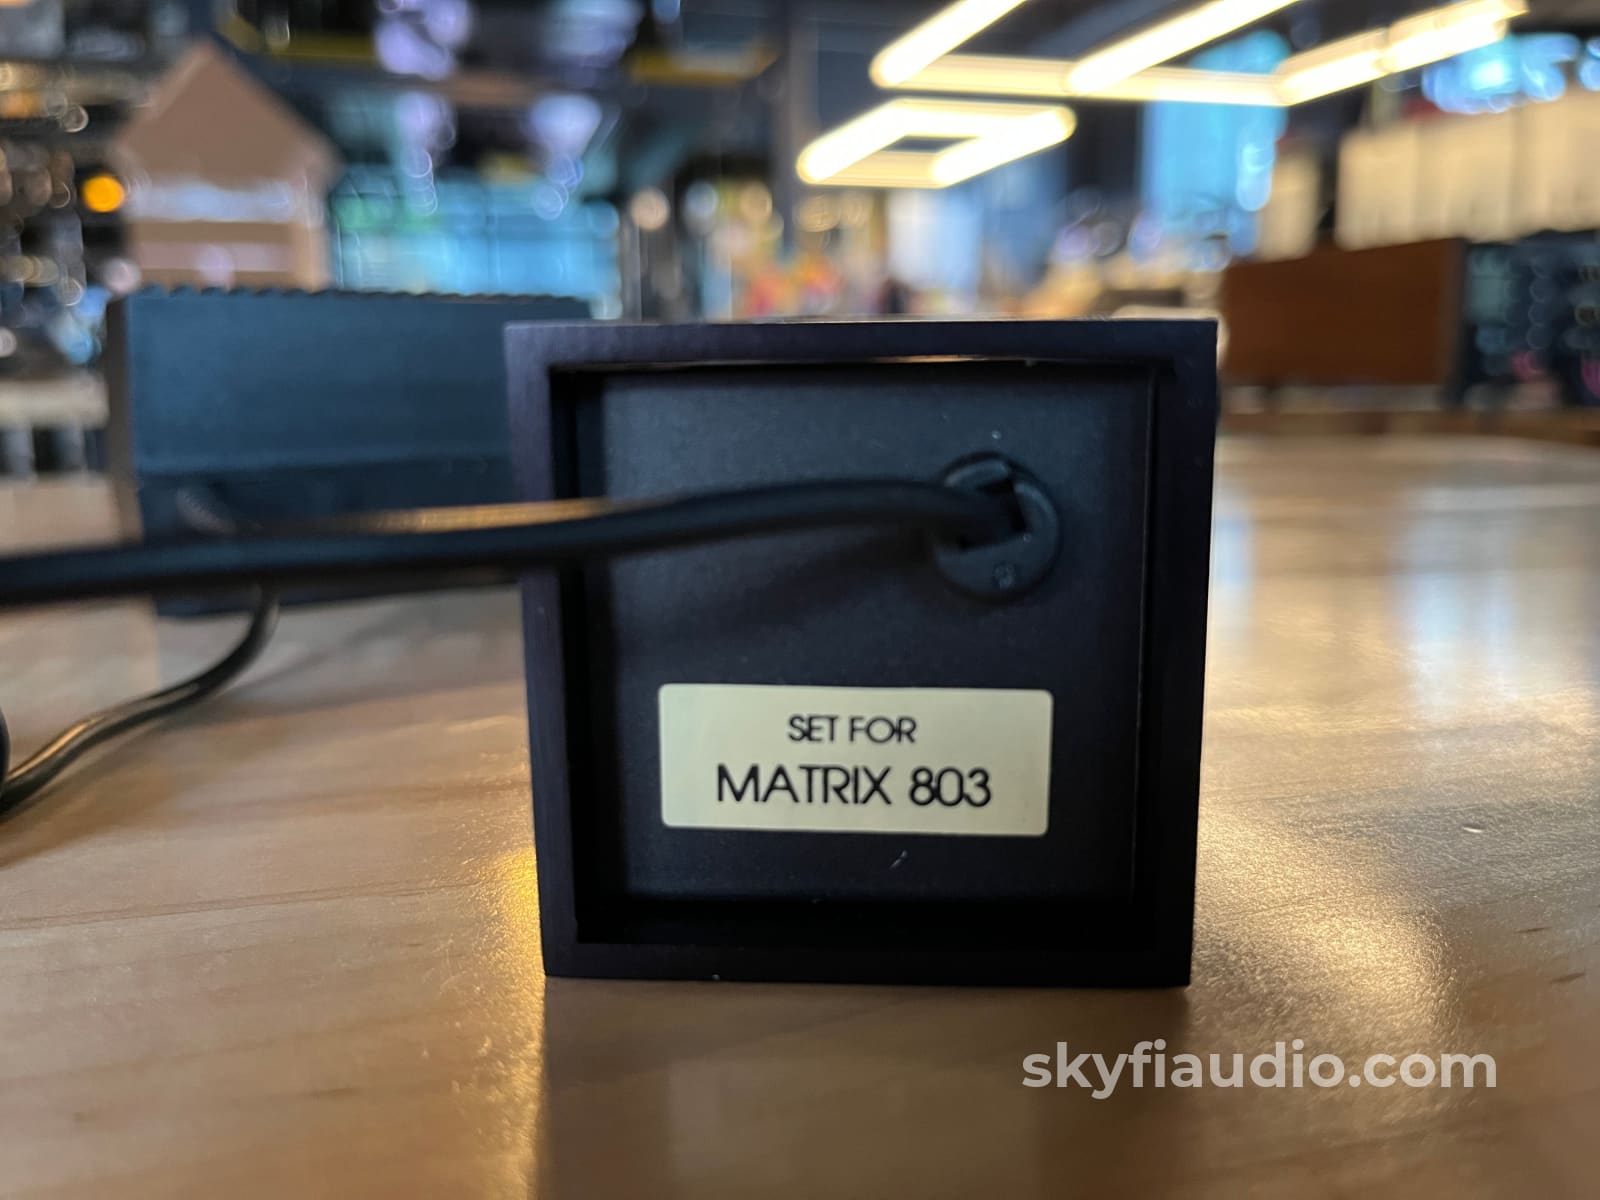 SET FOR
MATRIX 803
skyfiaudio.com